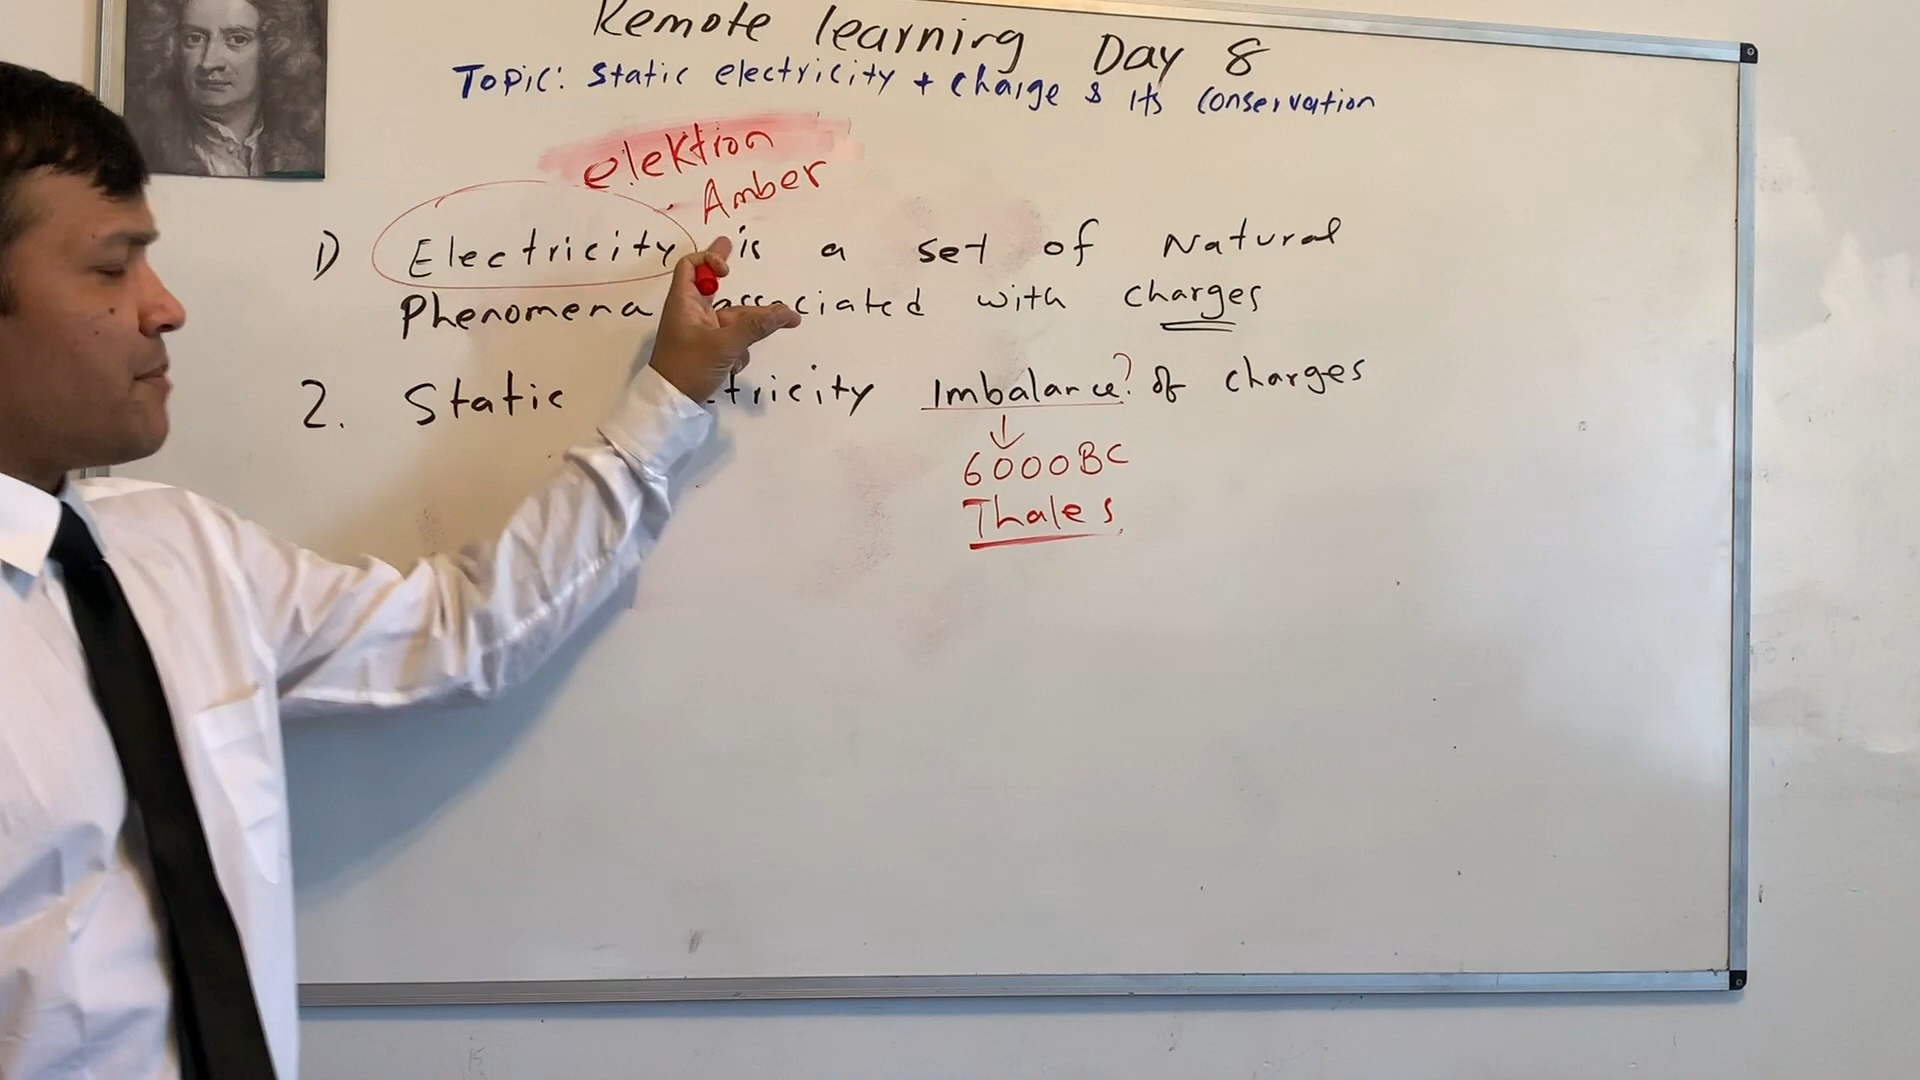 Remote learning Day 8
Topic: Static electricity + Charge & Its Conservation
elektron
Amber
1) Electricity is a set of Natural
Phenomena associated with charges
2. Static tricity Imbalance? of charges
6000BC
Thales